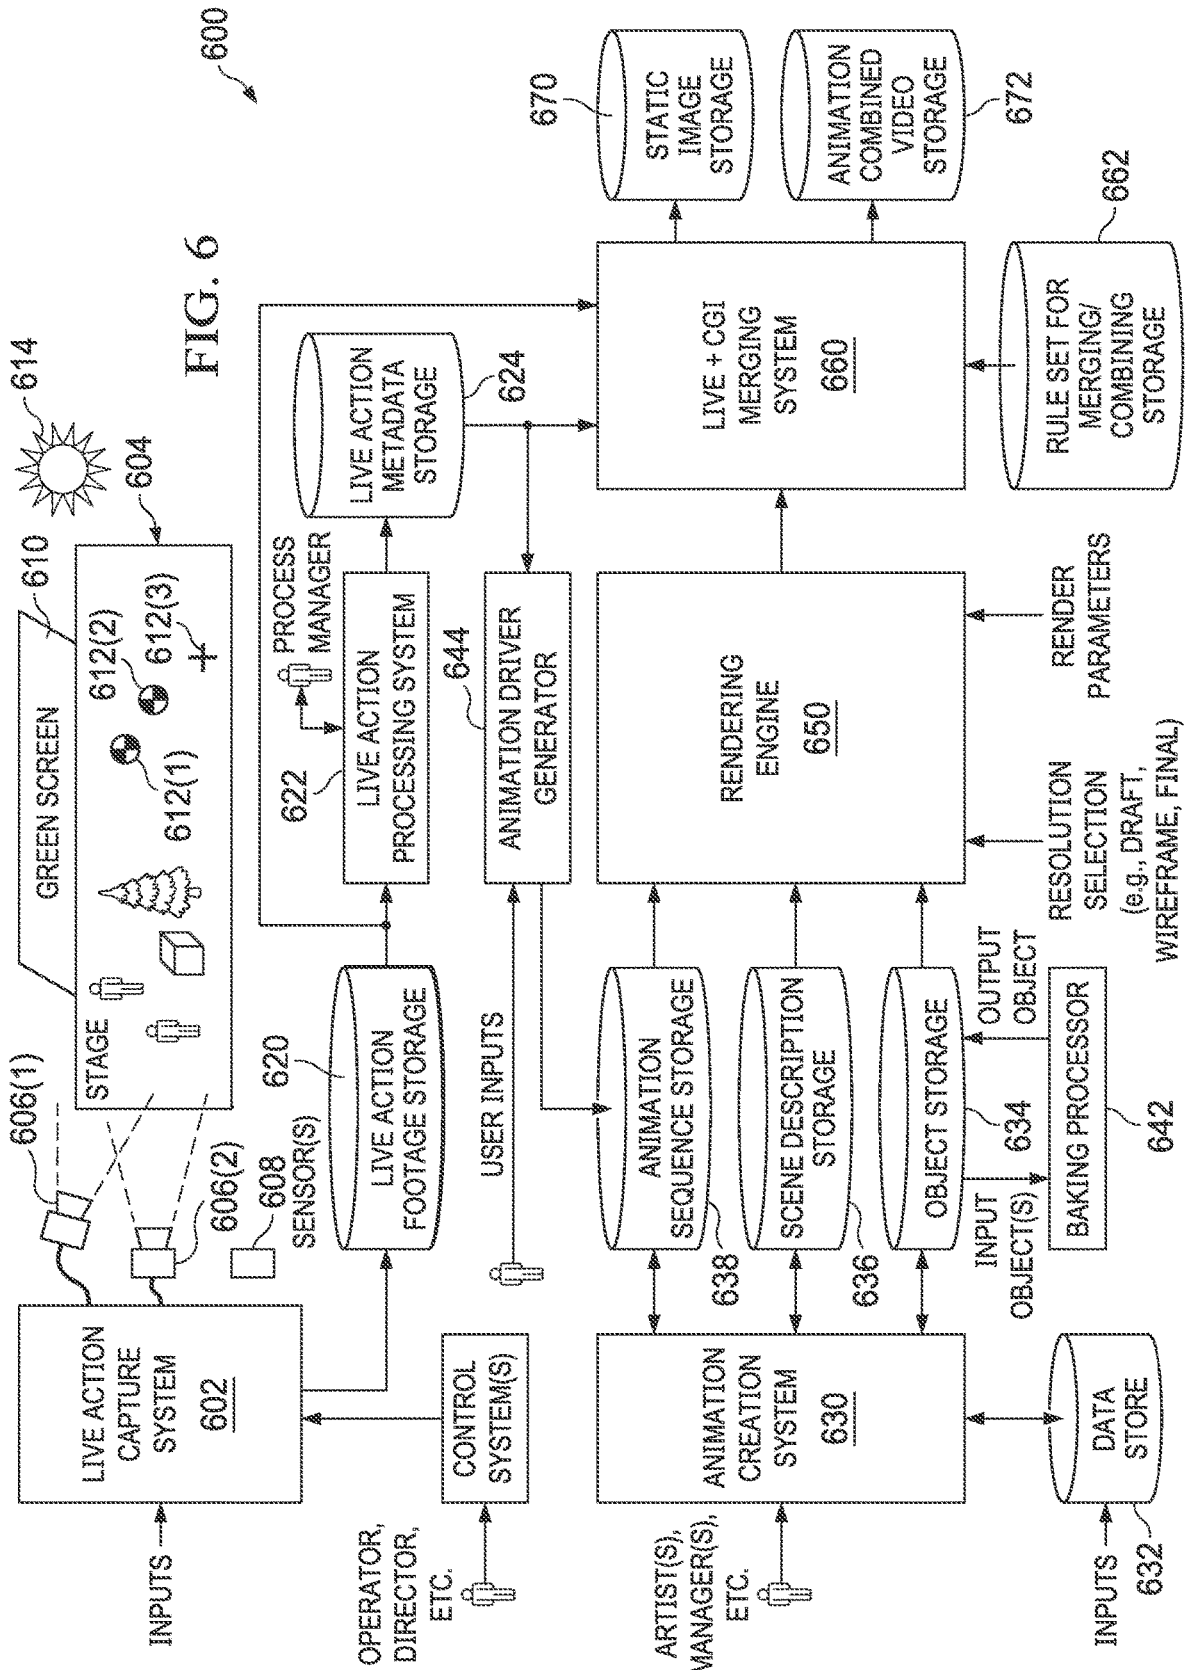 600
FIG. 6
614
604
610
GREEN SCREEN
STAGE
612(1)
612(2)
612(3)
606(1)
606(2)
608
SENSOR(S)
INPUTS
LIVE ACTION
CAPTURE
SYSTEM
602
OPERATOR,
DIRECTOR,
ETC.
CONTROL
SYSTEM(S)
620
LIVE ACTION
FOOTAGE STORAGE
622
LIVE ACTION
PROCESSING SYSTEM
PROCESS
MANAGER
LIVE ACTION
METADATA
STORAGE
624
USER INPUTS
644
ANIMATION DRIVER
GENERATOR
ARTIST(S),
MANAGER(S),
ETC.
ANIMATION
CREATION
SYSTEM
630
ANIMATION
SEQUENCE STORAGE
638
SCENE DESCRIPTION
STORAGE
636
OBJECT STORAGE
634
INPUT
OBJECT(S)
OUTPUT
OBJECT
BAKING PROCESSOR
642
INPUTS
DATA
STORE
632
RENDERING
ENGINE
650
RESOLUTION
SELECTION
(e.g., DRAFT,
WIREFRAME, FINAL)
RENDER
PARAMETERS
LIVE + CGI
MERGING
SYSTEM
660
RULE SET FOR
MERGING/
COMBINING
STORAGE
662
670
STATIC
IMAGE
STORAGE
ANIMATION
COMBINED
VIDEO
STORAGE
672